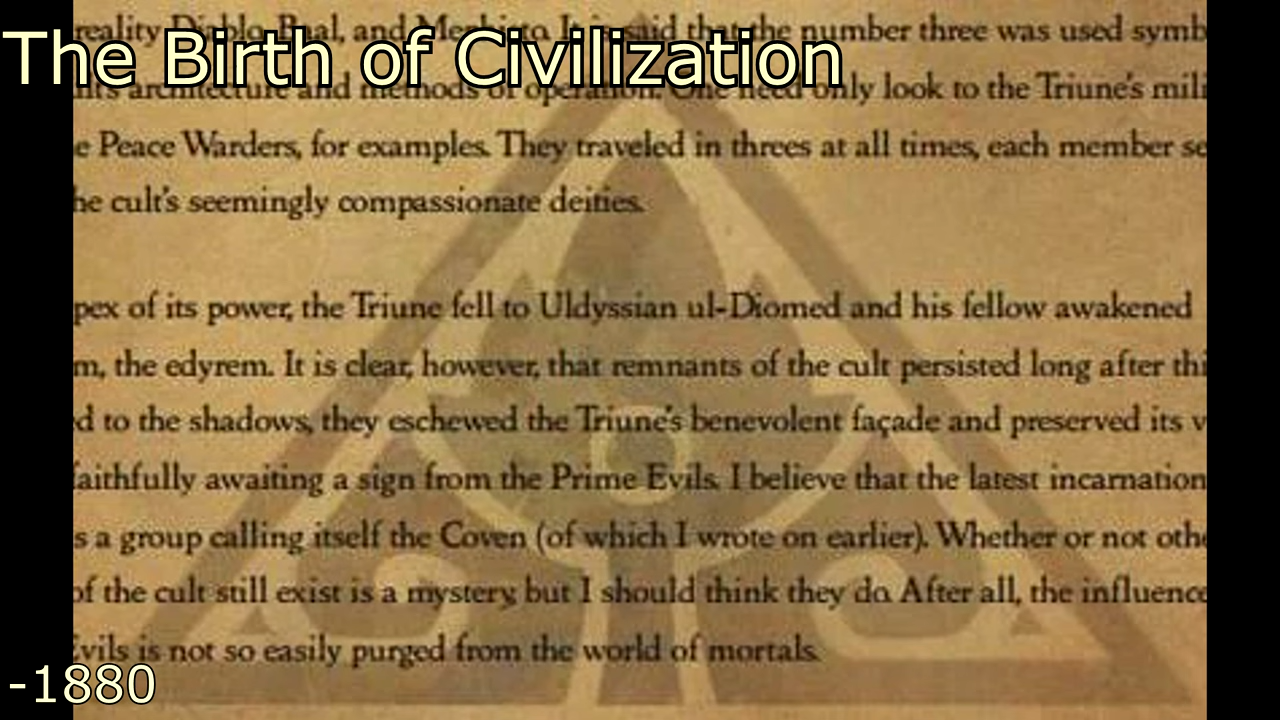 The Birth of Civilization
reality Diablo, Baal, and Mephisto. It is said that the number three was used symb
its architecture and methods of operation. One need only look to the Triune's mili
e Peace Warders, for examples. They traveled in threes at all times, each member se
he cult's seemingly compassionate deities.
pex of its power, the Triune fell to Uldyssian ul-Diomed and his fellow awakened
m, the edyrem. It is clear, however, that remnants of the cult persisted long after thi
ed to the shadows, they eschewed the Triune's benevolent façade and preserved its v
faithfully awaiting a sign from the Prime Evils. I believe that the latest incarnation
s a group calling itself the Coven (of which I wrote on earlier). Whether or not othe
of the cult still exist is a mystery, but I should think they do. After all, the influence
Evils is not so easily purged from the world of mortals.
-1880